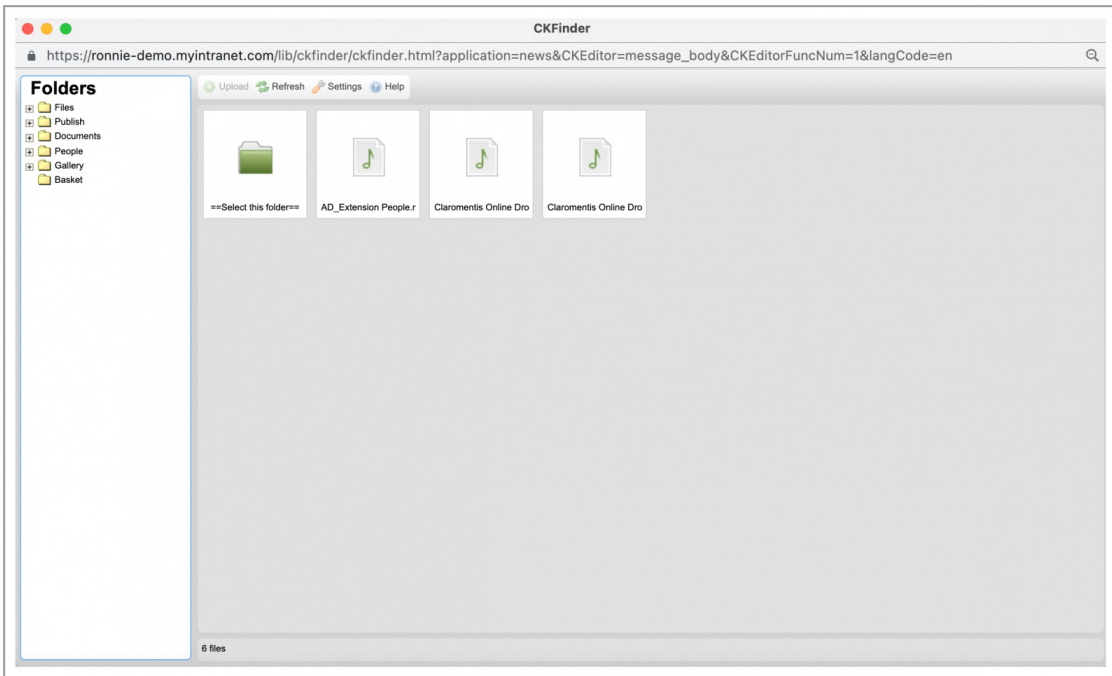 CKFinder
https://ronnie-demo.myintranet.com/lib/ckfinder/ckfinder.html?application=news&CKEditor=message_body&CKEditorFuncNum=1&langCode=en
Folders
Files
Publish
Documents
People
Gallery
Basket
Upload Refresh Settings Help
==Select this folder== AD_Extension People.r Claromentis Online Dro Claromentis Online Dro
6 files